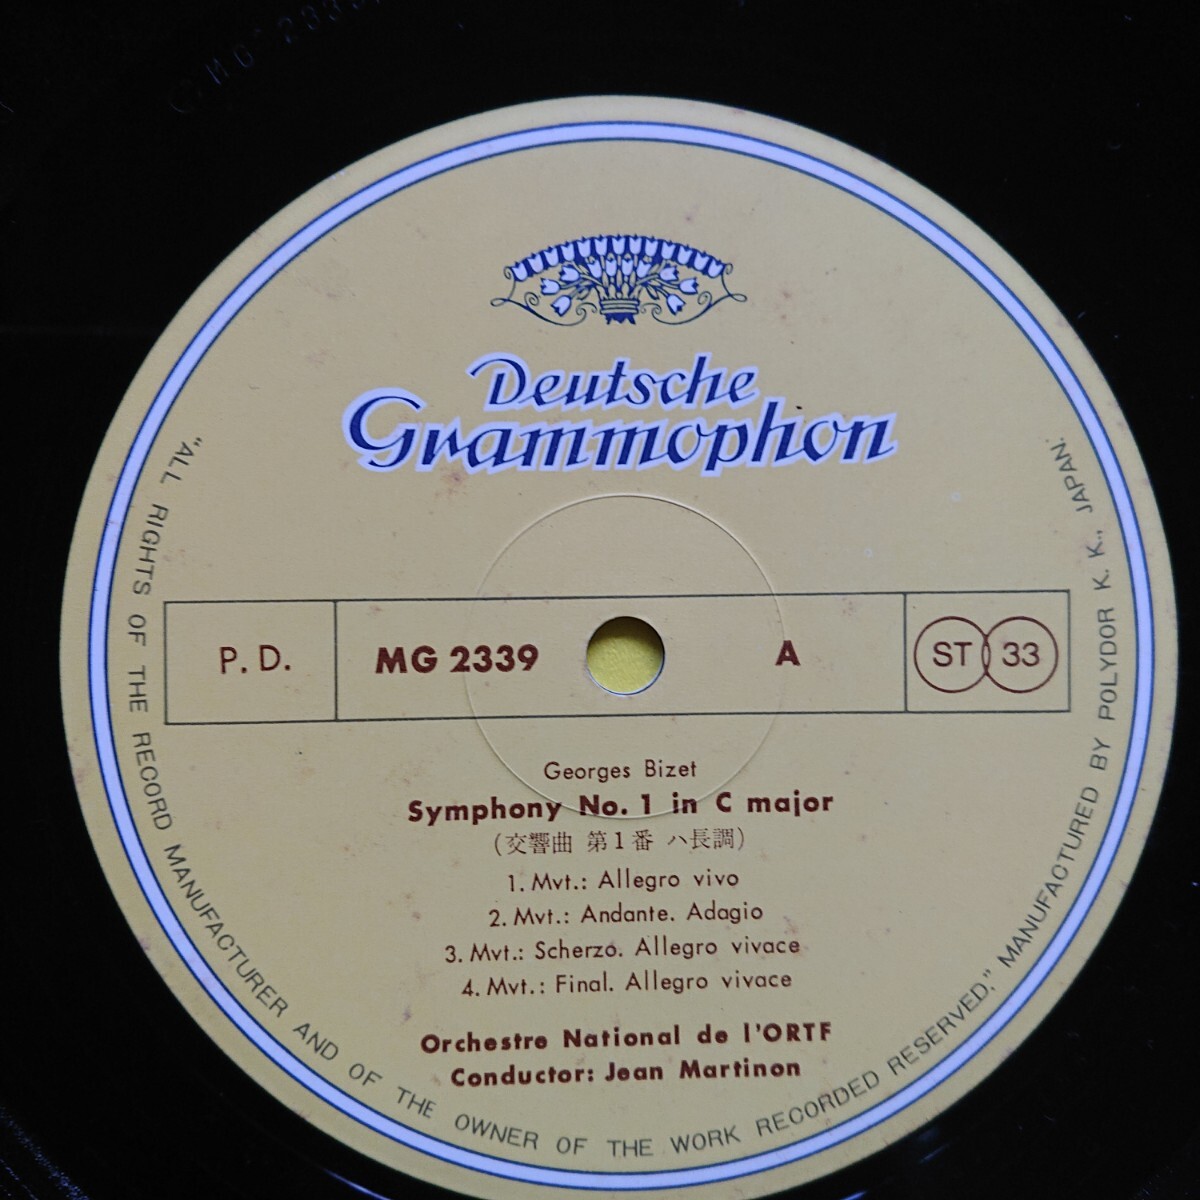 Deutsche
Grammophon
P. D.
MG 2339
A
ST 33
Georges Bizet
Symphony No. 1 in C major
(交響曲 第1番 ハ長調)
1. Mvt.: Allegro vivo
2. Mvt.: Andante. Adagio
3. Mvt.: Scherzo. Allegro vivace
4. Mvt.: Final. Allegro vivace
Orchestre National de l'ORTF
Conductor: Jean Martinon
"ALL RIGHTS OF THE RECORD MANUFACTURER AND OF THE OWNER OF THE WORK RECORDED RESERVED," MANUFACTURED BY POLYDOR K. K., JAPAN.